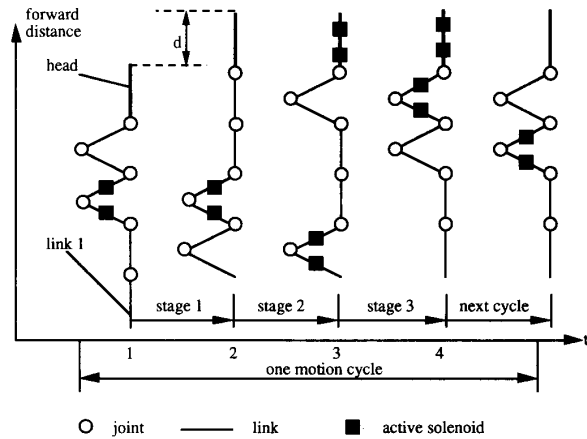 forward
distance
d
head
link 1
stage 1
stage 2
stage 3
next cycle
1
2
3
4
t
one motion cycle
joint
link
active solenoid